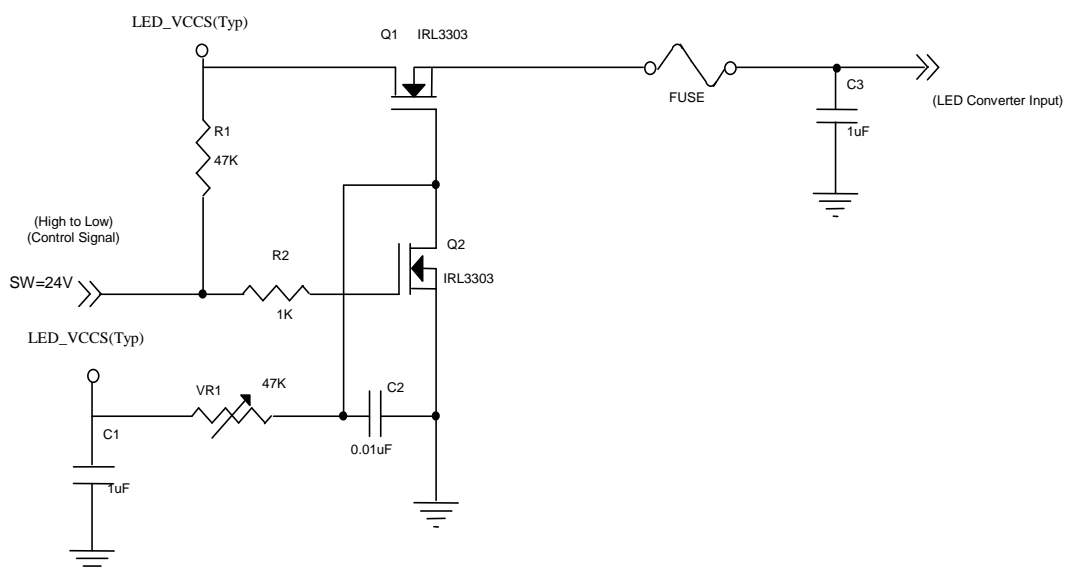 LED_VCCS(Typ)
Q1 IRL3303
FUSE
C3
(LED Converter Input)
1uF
R1
47K
(High to Low)
(Control Signal)
SW=24V
R2
1K
Q2
IRL3303
LED_VCCS(Typ)
VR1
47K
C2
0.01uF
C1
1uF